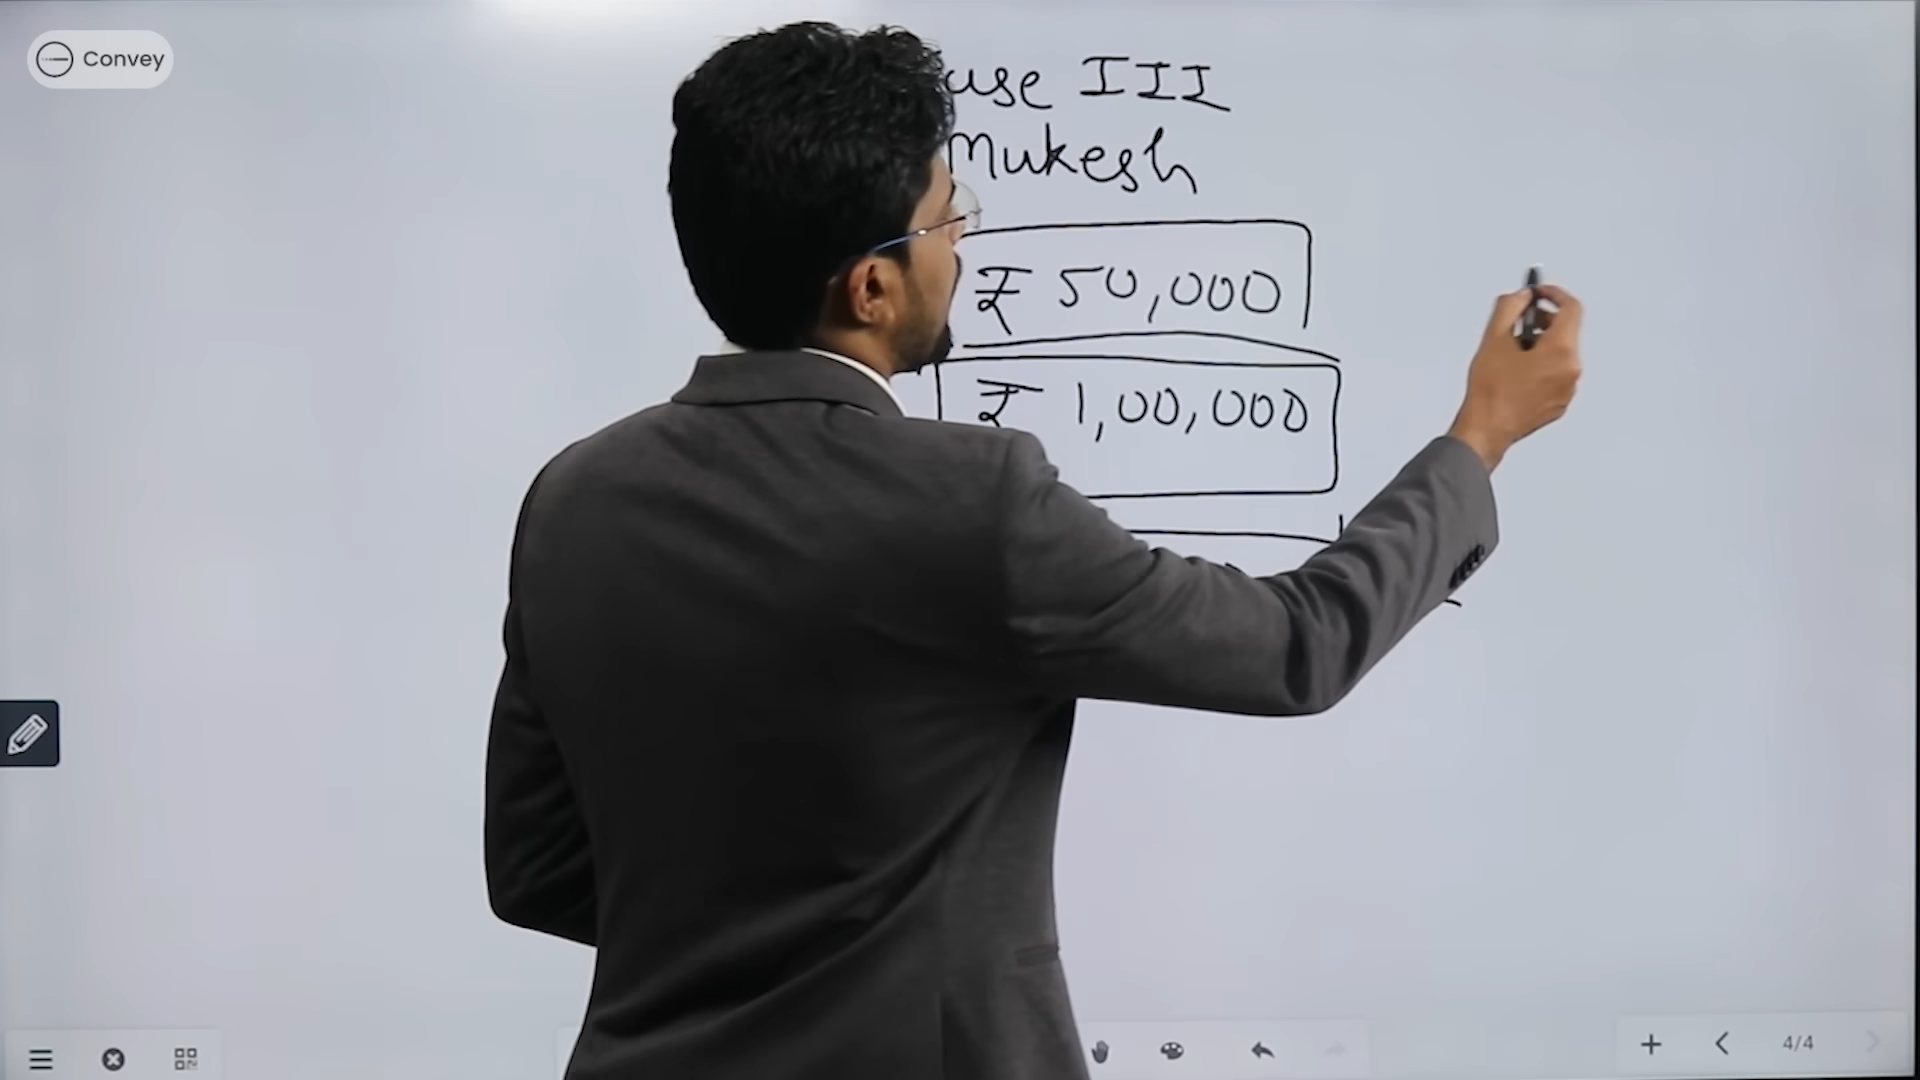 Convey
use III
Mukesh
₹ 50,000
₹ 1,00,000
4/4